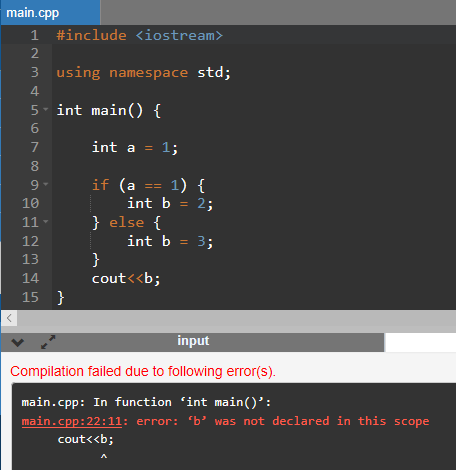 main.cpp
1 #include <iostream>
2
3 using namespace std;
4
5 int main() {
6
7     int a = 1;
8
9     if (a == 1) {
10         int b = 2;
11     } else {
12         int b = 3;
13     }
14     cout<<b;
15 }
input
Compilation failed due to following error(s).
main.cpp: In function ‘int main()’:
main.cpp:22:11: error: ‘b’ was not declared in this scope
     cout<<b;
           ^